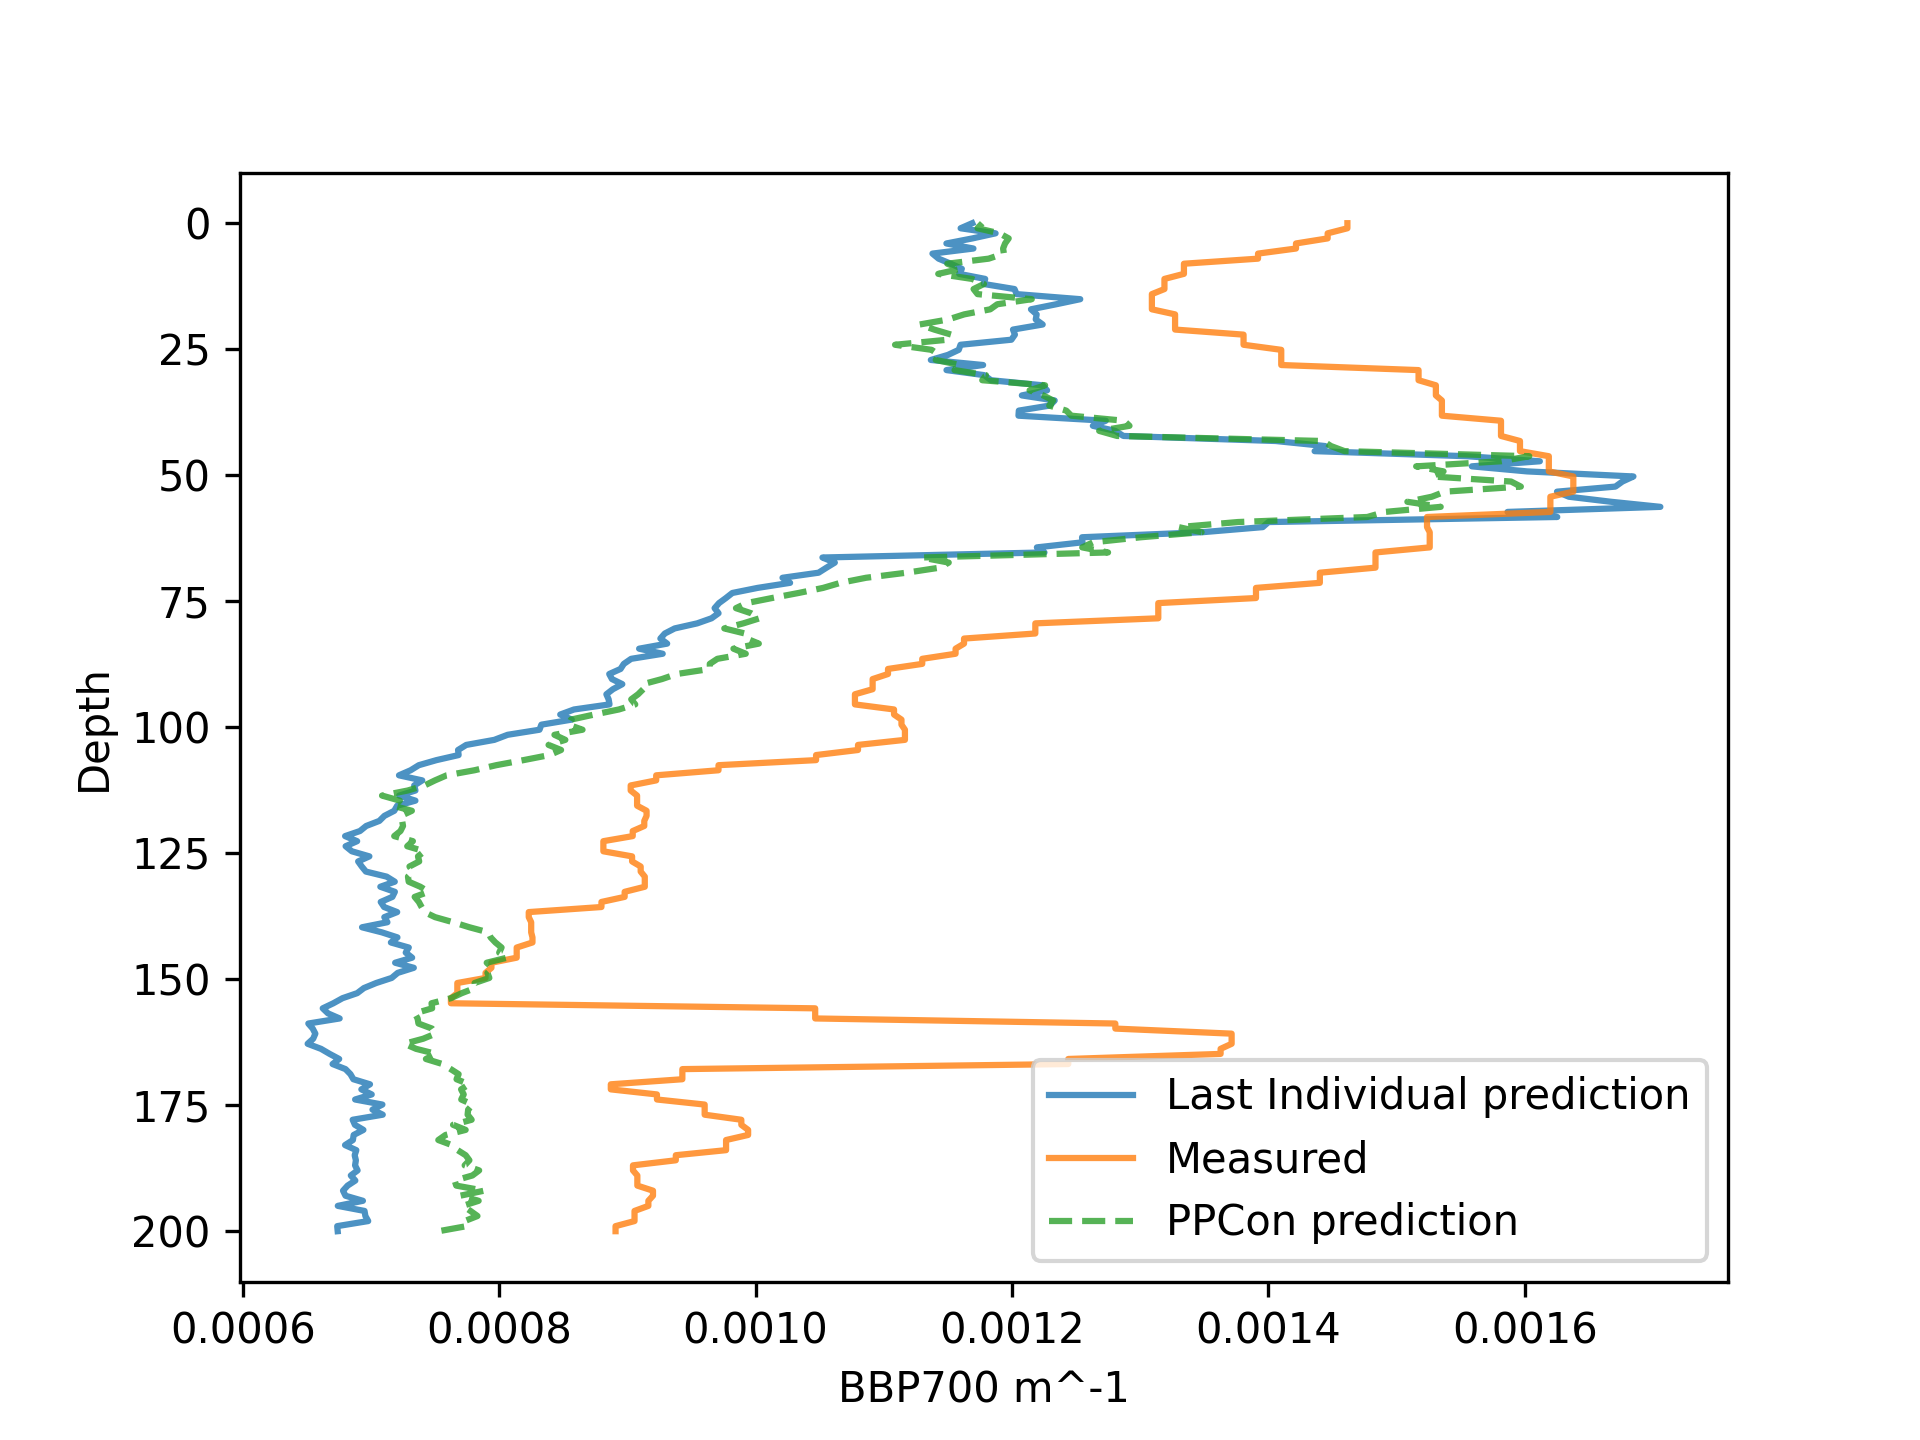 0
25
50
75
100
125
150
175
200
Depth
0.0006 0.0008 0.0010 0.0012 0.0014 0.0016
BBP700 m^-1
Last Individual prediction
Measured
PPCon prediction